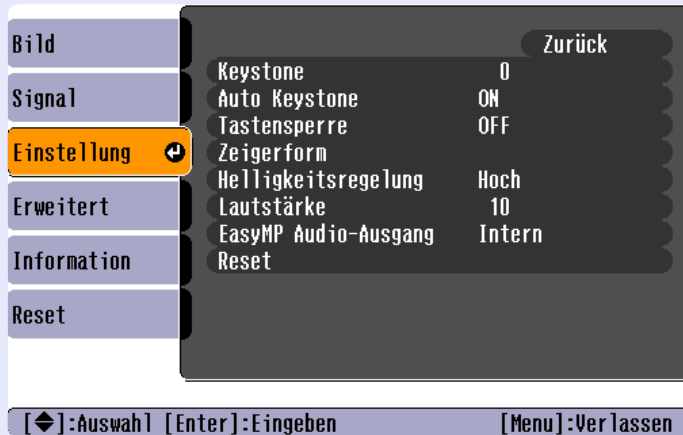 Bild
Signal
Einstellung
Erweitert
Information
Reset
Zurück
Keystone 0
Auto Keystone ON
Tastensperre OFF
Zeigerform
Helligkeitsregelung Hoch
Lautstärke 10
EasyMP Audio-Ausgang Intern
Reset
[◆]:Auswahl [Enter]:Eingeben [Menu]:Verlassen